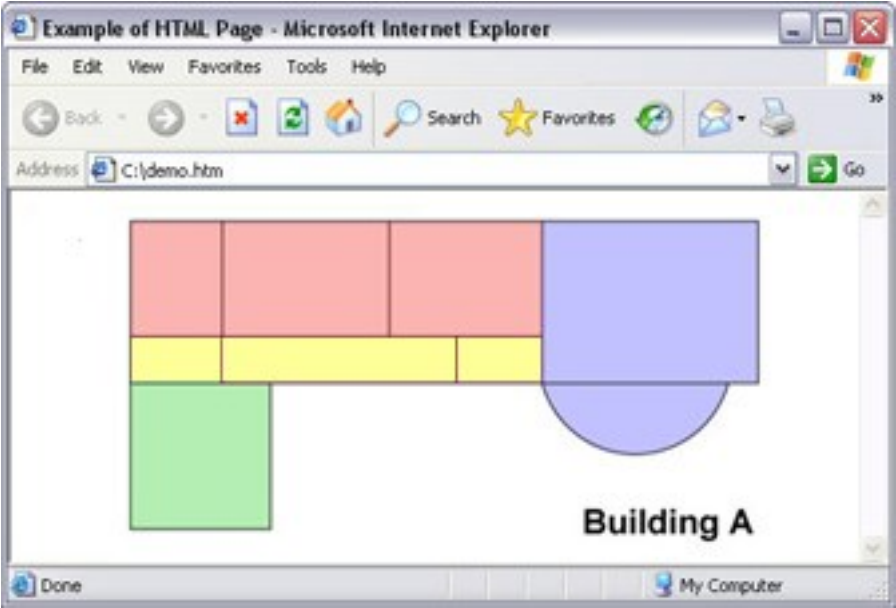 Example of HTML Page - Microsoft Internet Explorer
File Edit View Favorites Tools Help
Back Search Favorites »
Address C:\demo.htm Go
Building A
Done My Computer